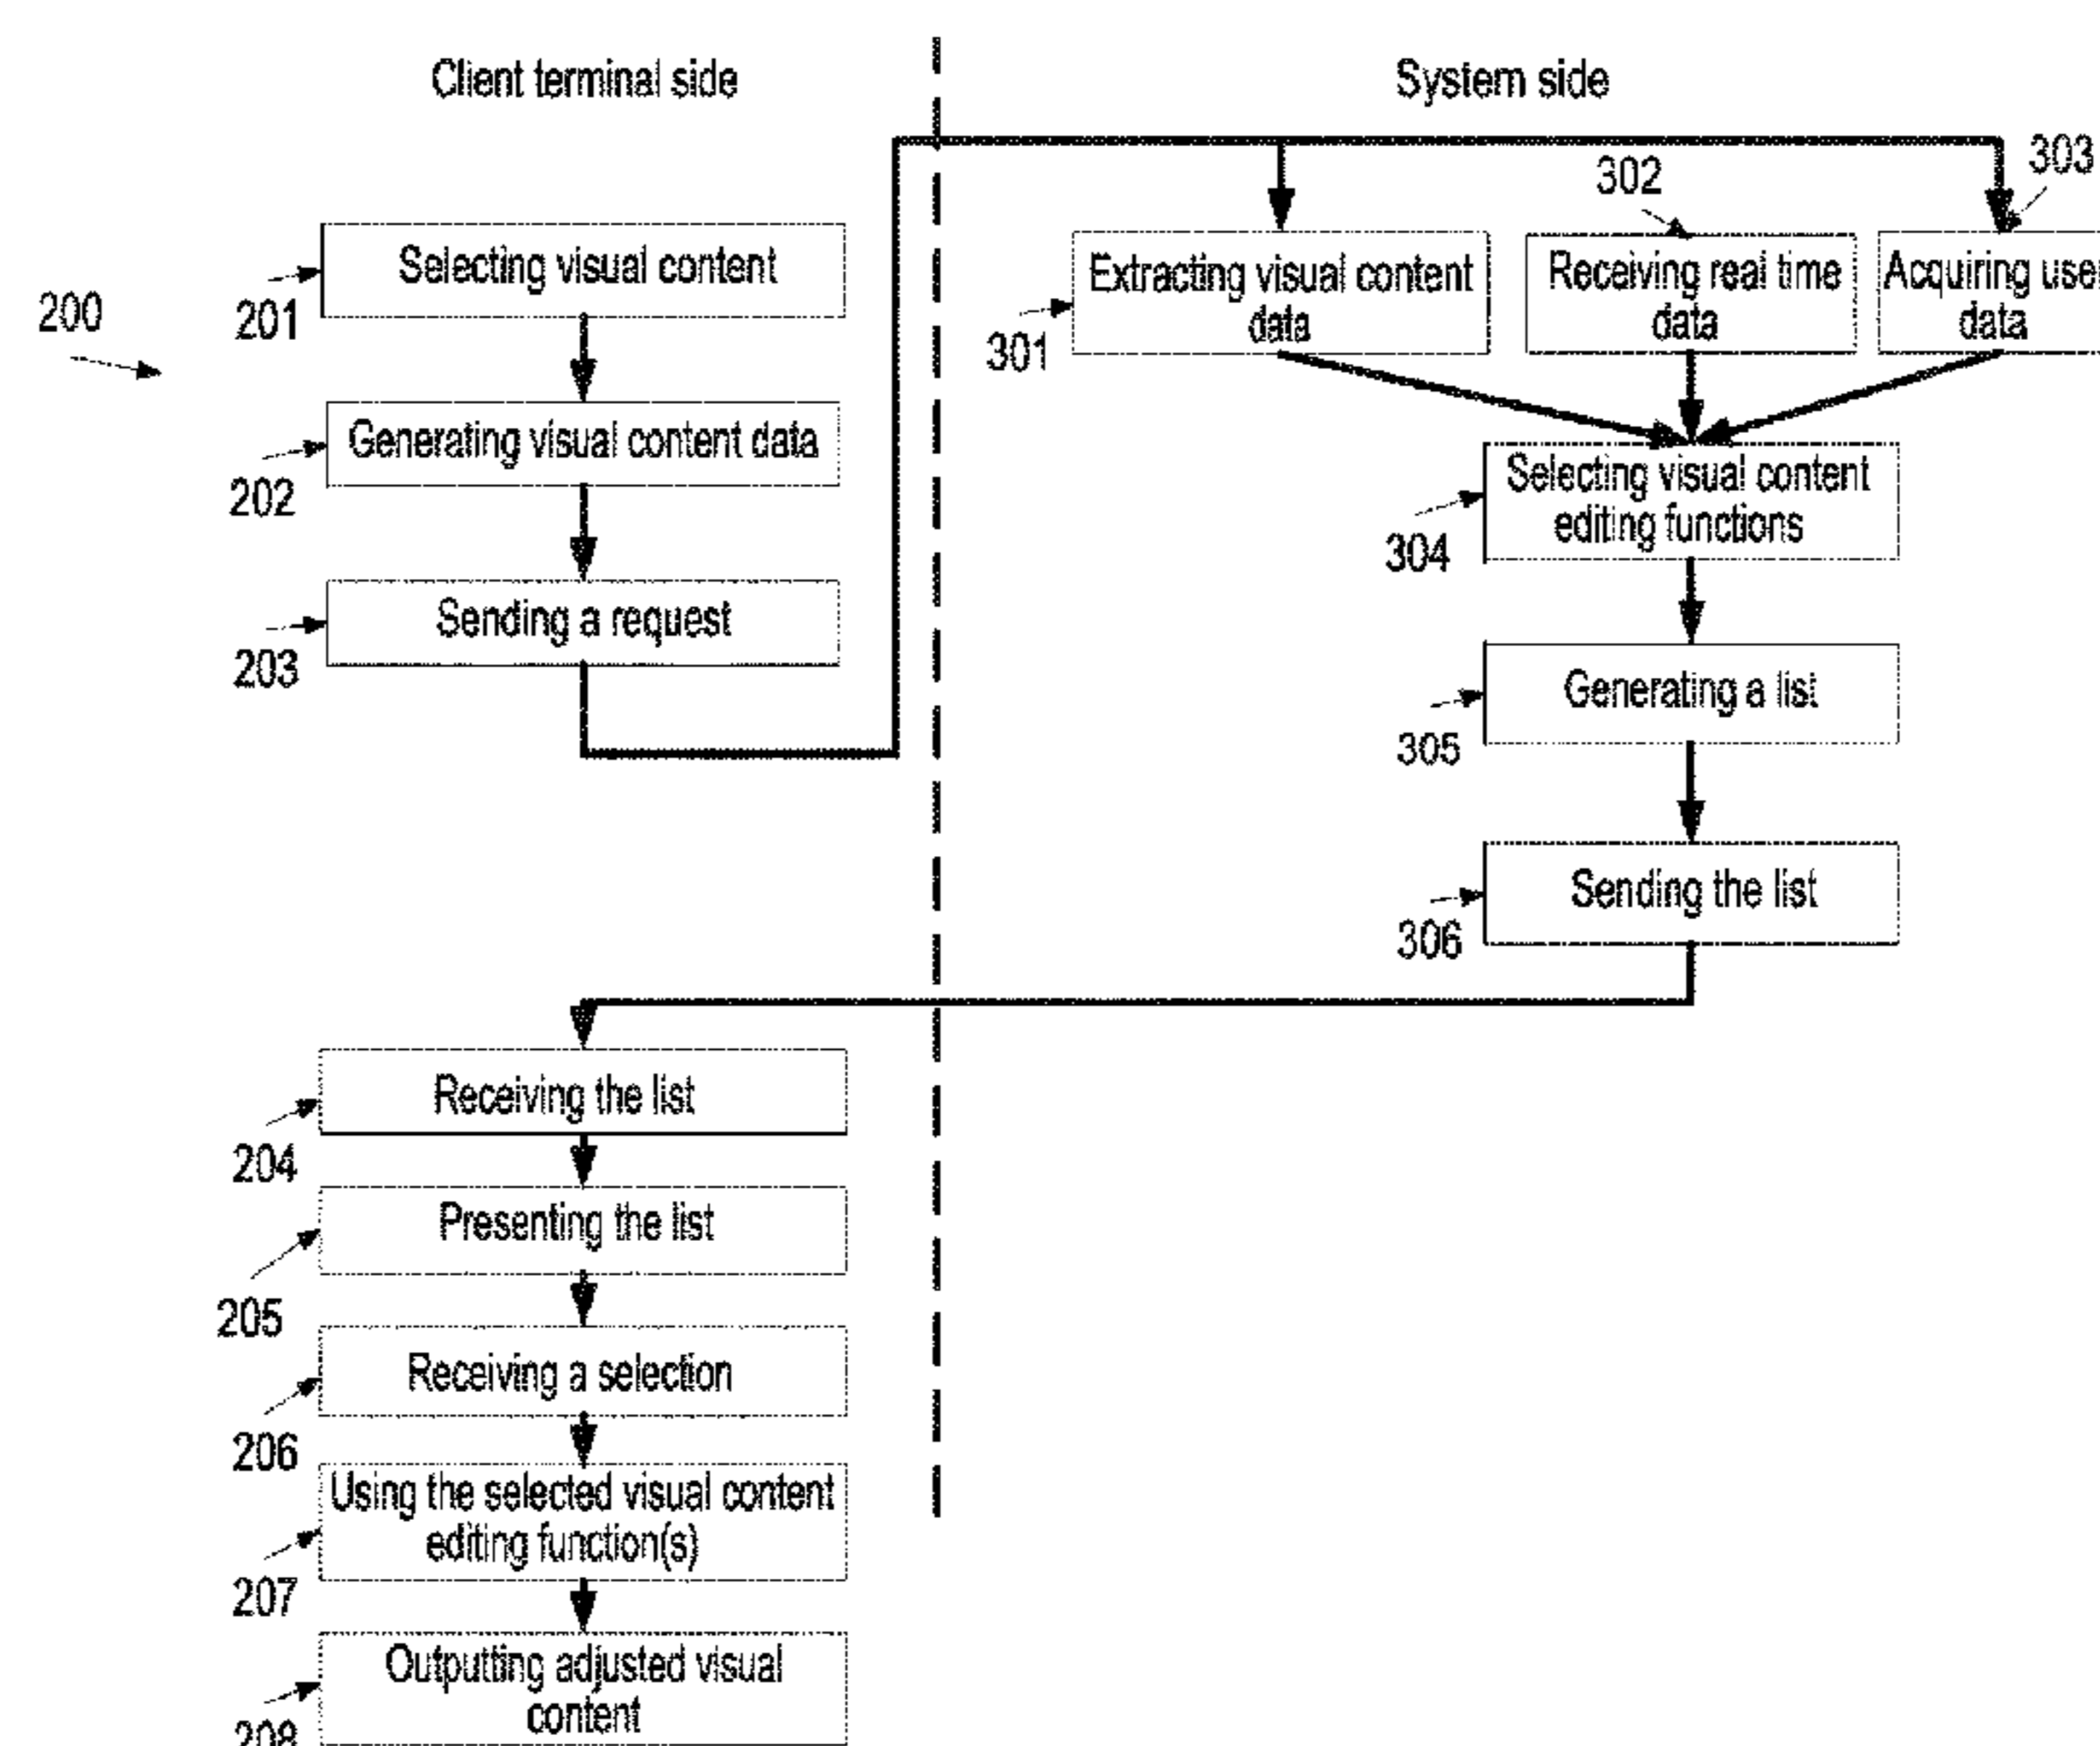 Client terminal side
System side
200
201
Selecting visual content
202
Generating visual content data
203
Sending a request
301
Extracting visual content
data
302
Receiving real time
data
303
Acquiring user
data
304
Selecting visual content
editing functions
305
Generating a list
306
Sending the list
204
Receiving the list
205
Presenting the list
206
Receiving a selection
207
Using the selected visual content
editing function(s)
208
Outputting adjusted visual
content